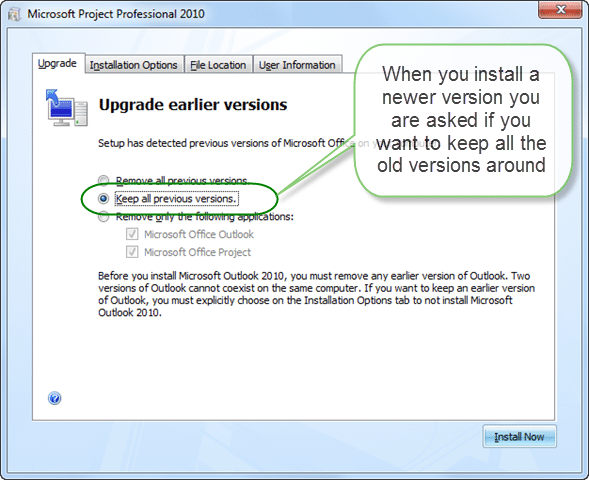 Microsoft Project Professional 2010
Upgrade
Installation Options
File Location
User Information
When you install a
newer version you
are asked if you
want to keep all the
old versions around
Upgrade earlier versions
Setup has detected previous versions of Microsoft Office on
Remove all previous versions.
Keep all previous versions.
Remove only the following applications:
Microsoft Office Outlook
Microsoft Office Project
Before you install Microsoft Outlook 2010, you must remove any earlier version of Outlook. Two
versions of Outlook cannot coexist on the same computer. If you want to keep an earlier version
of Outlook, you must explicitly choose on the Installation Options tab to not install Microsoft
Outlook 2010.
Install Now